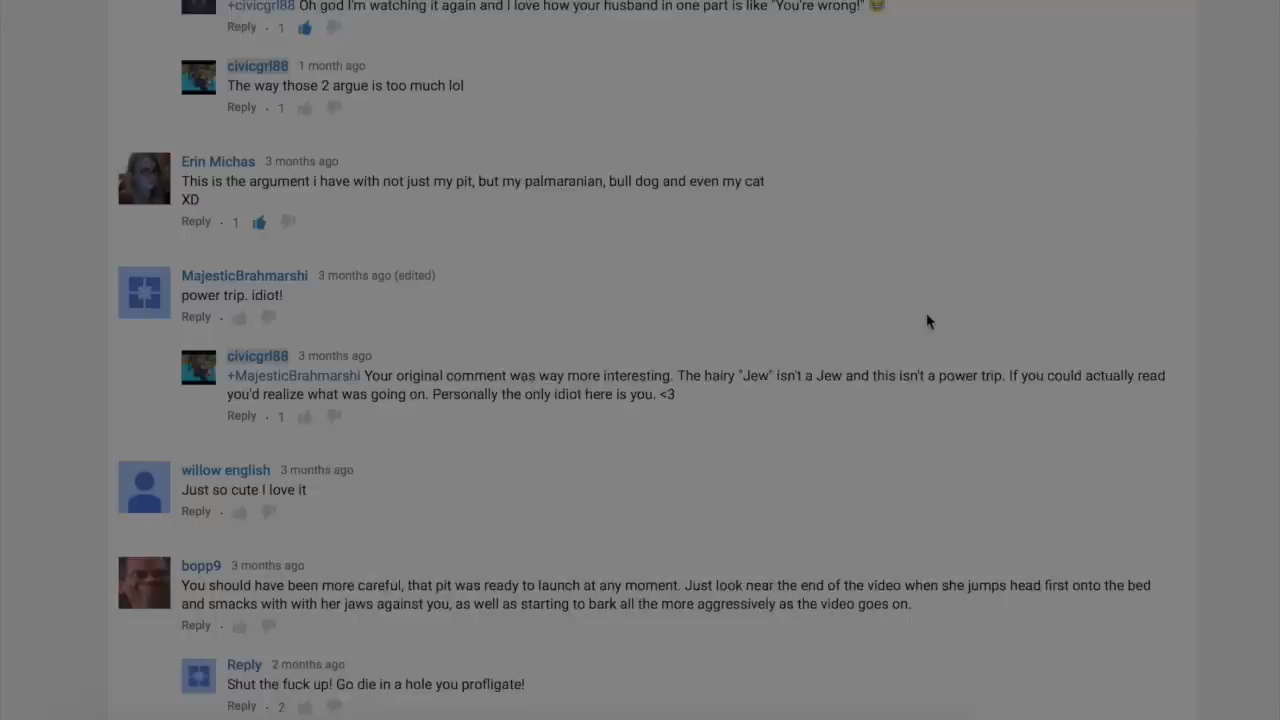 +civicgrl88 Oh god I'm watching it again and I love how your husband in one part is like "You're wrong!" 😂
Reply · 1
civicgrl88 1 month ago
The way those 2 argue is too much lol
Reply · 1
Erin Michas 3 months ago
This is the argument i have with not just my pit, but my palmaranian, bull dog and even my cat
XD
Reply · 1
MajesticBrahmarshi 3 months ago (edited)
power trip. idiot!
Reply ·
civicgrl88 3 months ago
+MajesticBrahmarshi Your original comment was way more interesting. The hairy "Jew" isn't a Jew and this isn't a power trip. If you could actually read
you'd realize what was going on. Personally the only idiot here is you. <3
Reply · 1
willow english 3 months ago
Just so cute I love it
Reply ·
bopp9 3 months ago
You should have been more careful, that pit was ready to launch at any moment. Just look near the end of the video when she jumps head first onto the bed
and smacks with with her jaws against you, as well as starting to bark all the more aggressively as the video goes on.
Reply ·
Reply 2 months ago
Shut the fuck up! Go die in a hole you profligate!
Reply · 2